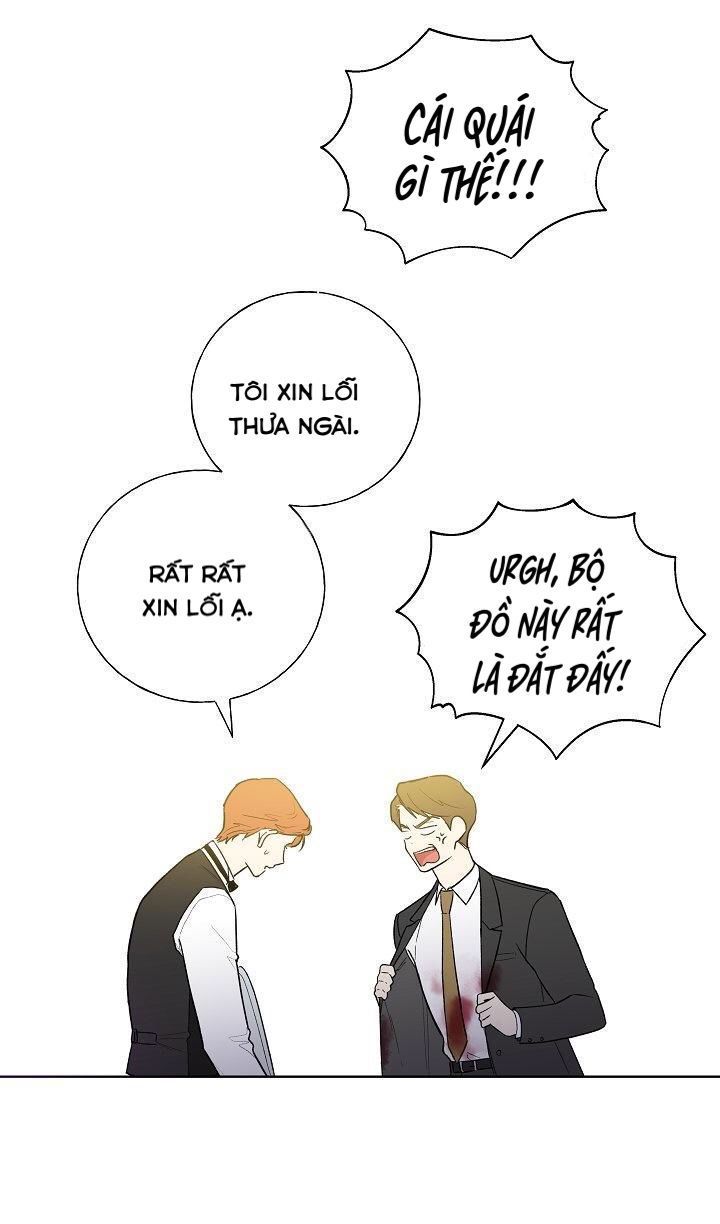 CÁI QUÁI
GÌ THẾ!!!
TÔI XIN LỖI
THƯA NGÀI.
RẤT RẤT
XIN LỖI Ạ.
URGH, BỘ
ĐỒ NÀY RẤT
LÀ ĐẮT ĐẤY!